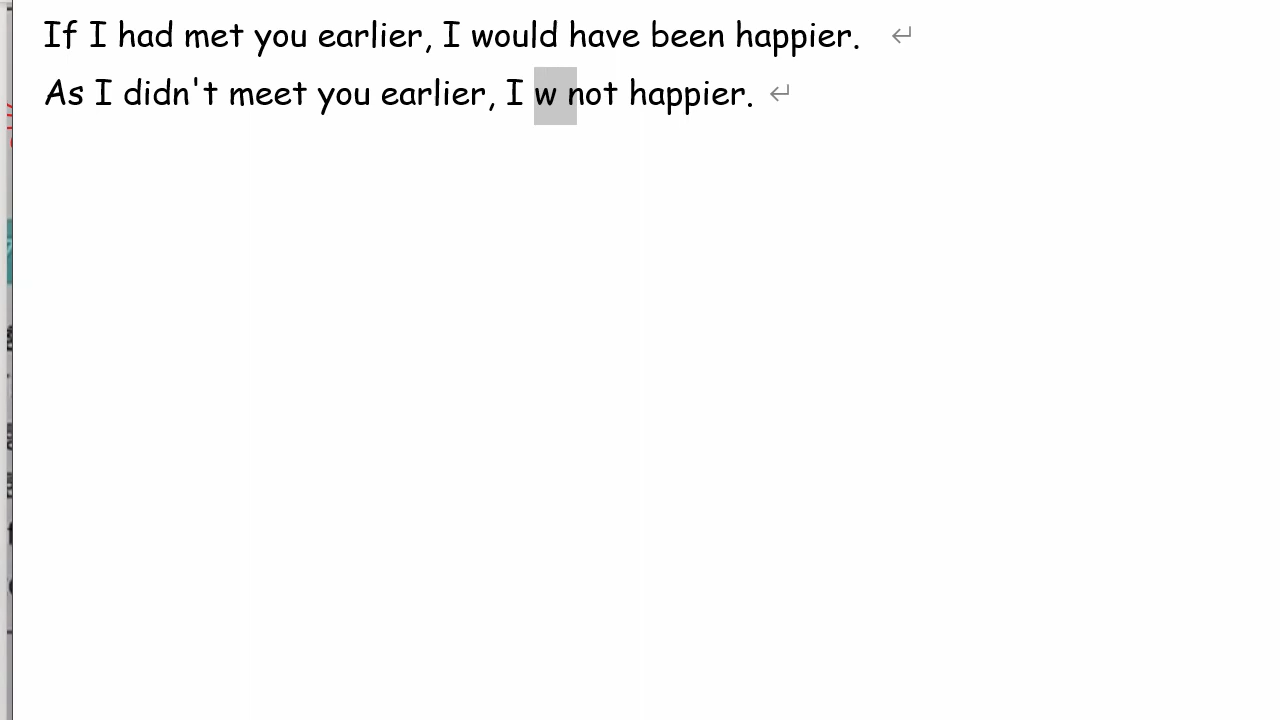 If I had met you earlier, I would have been happier.
As I didn't meet you earlier, I w not happier.